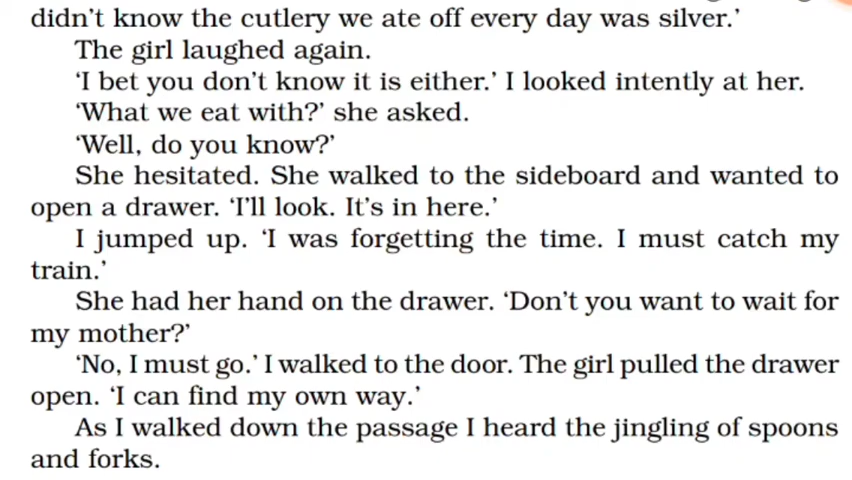 didn't know the cutlery we ate off every day was silver.'
The girl laughed again.
'I bet you don't know it is either.' I looked intently at her.
'What we eat with?' she asked.
'Well, do you know?'
She hesitated. She walked to the sideboard and wanted to
open a drawer. 'I'll look. It's in here.'
I jumped up. 'I was forgetting the time. I must catch my
train.'
She had her hand on the drawer. 'Don't you want to wait for
my mother?'
'No, I must go.' I walked to the door. The girl pulled the drawer
open. 'I can find my own way.'
As I walked down the passage I heard the jingling of spoons
and forks.